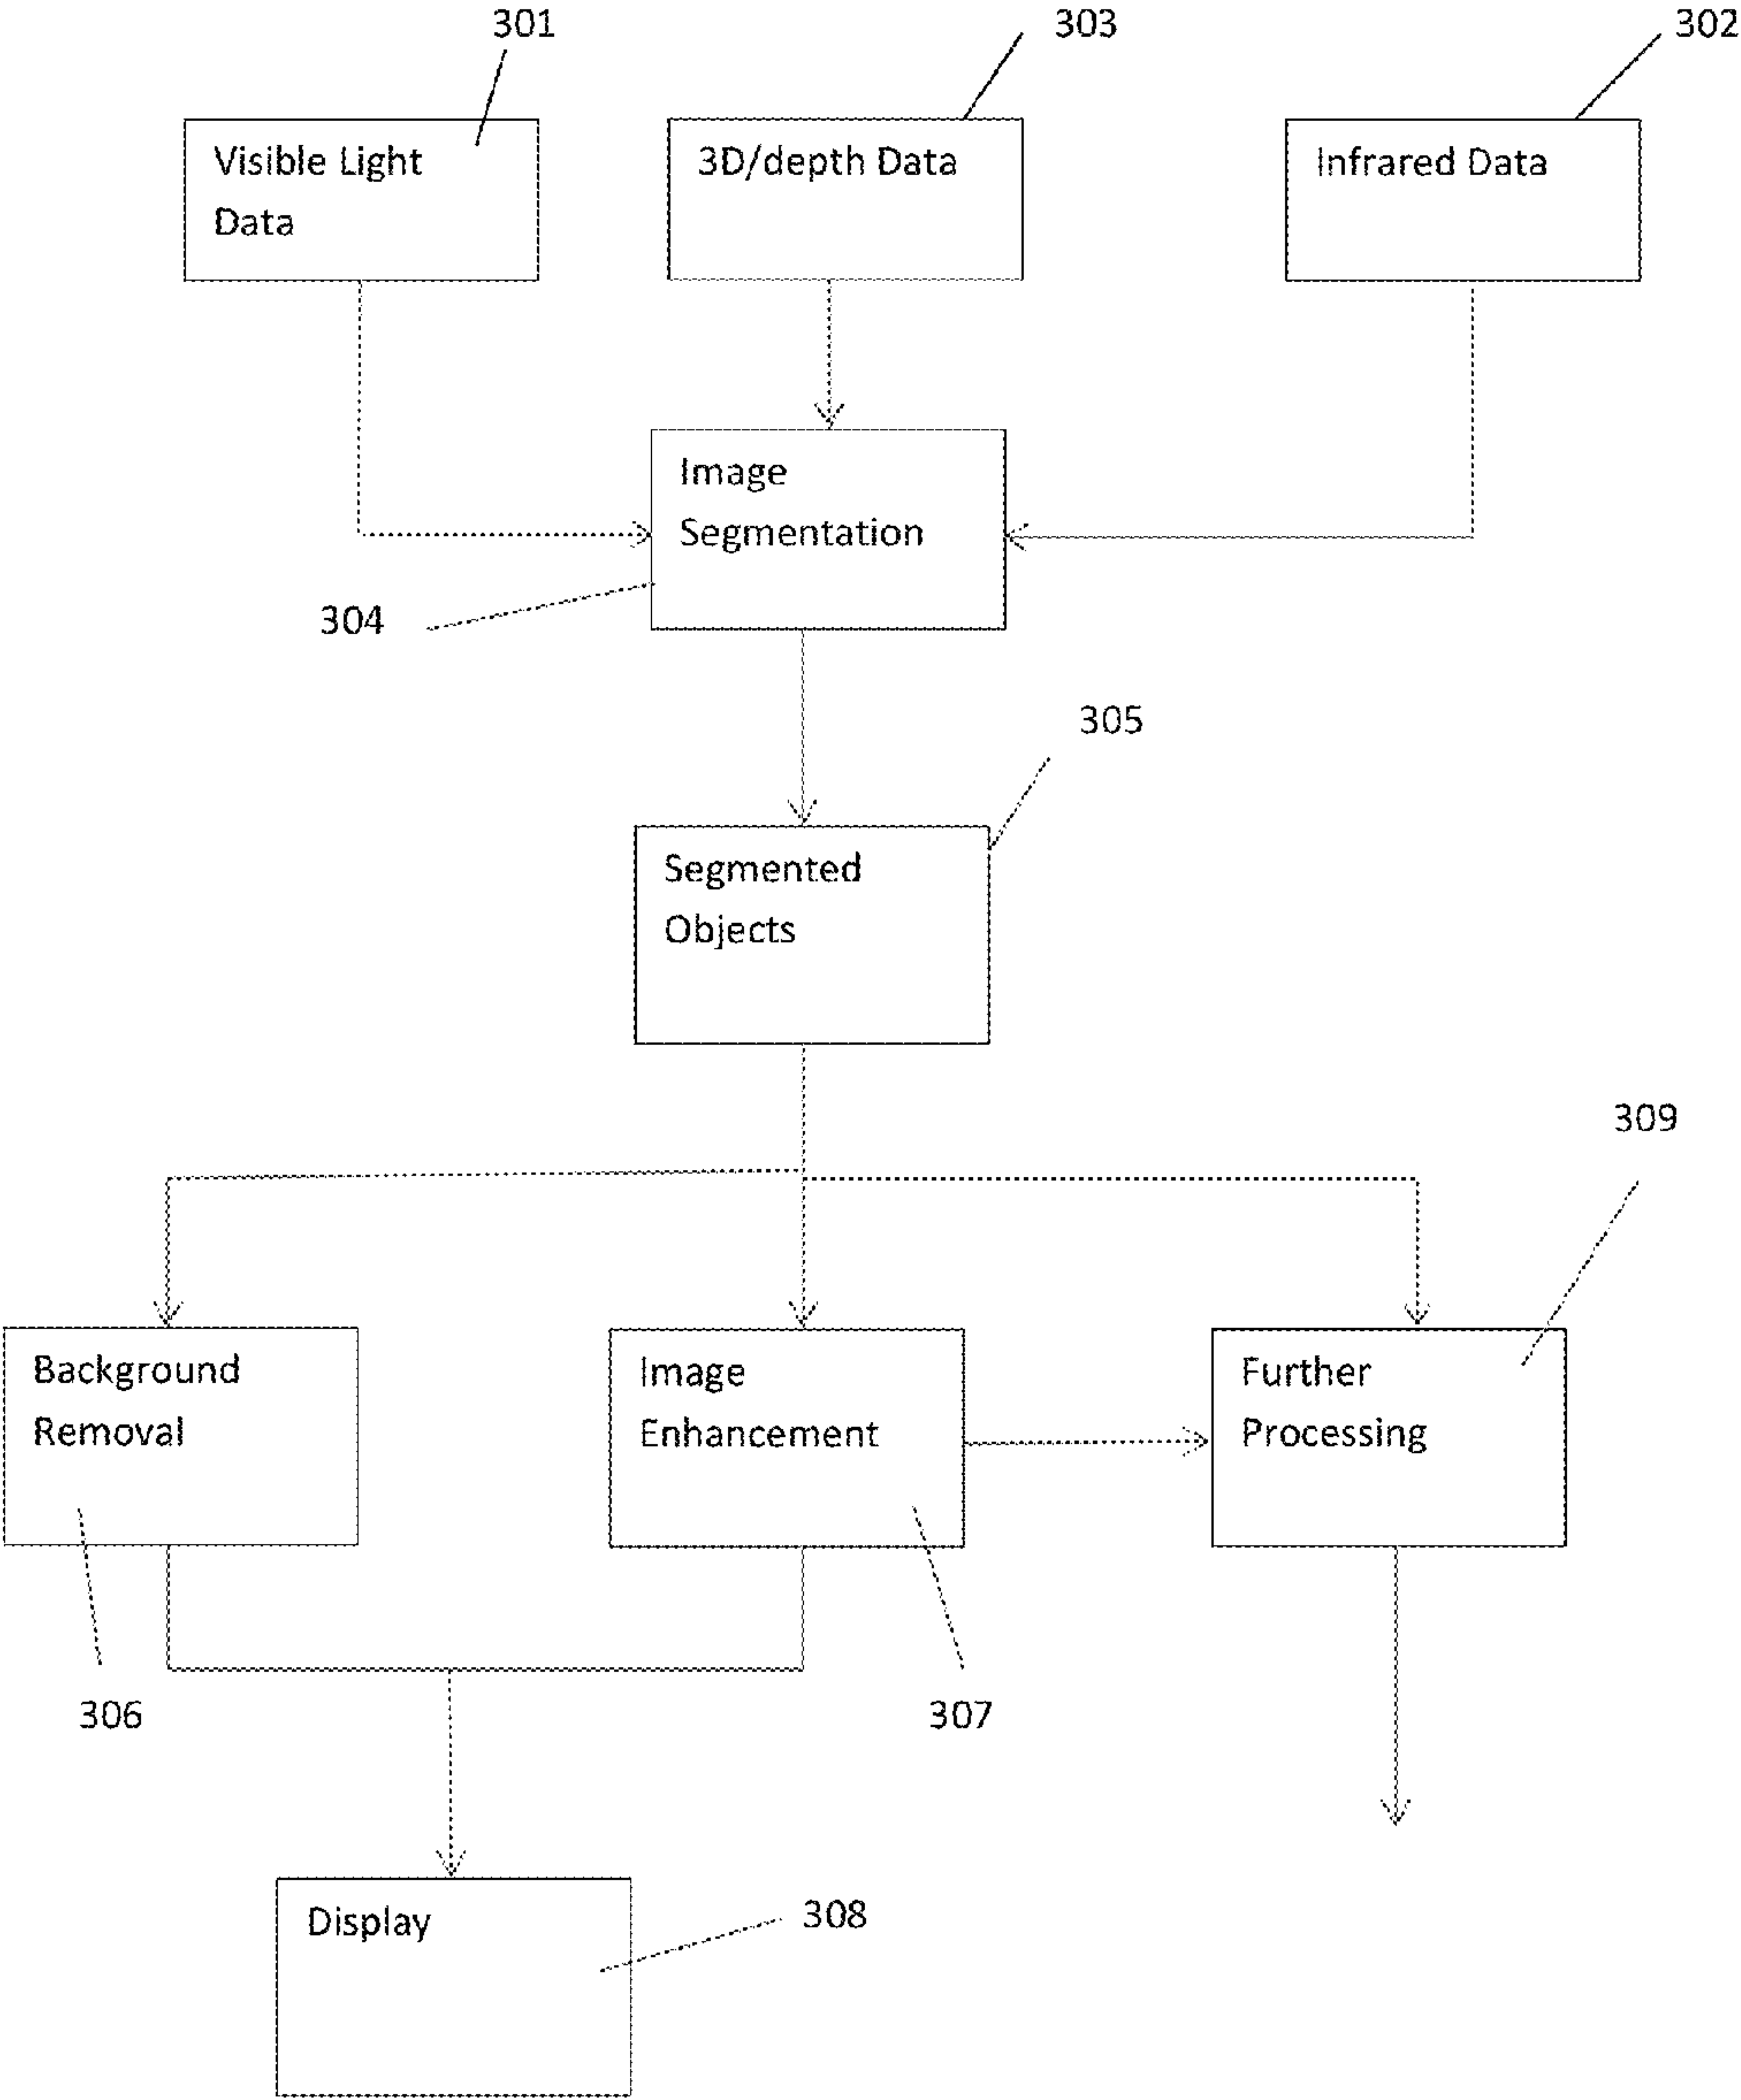 301
303
302
Visible Light
Data
3D/depth Data
Infrared Data
Image
Segmentation
304
305
Segmented
Objects
309
Background
Removal
Image
Enhancement
Further
Processing
306
307
Display
308